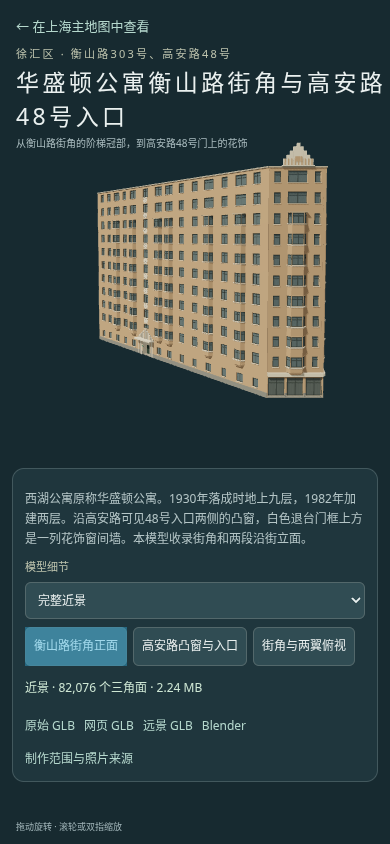 ← 在上海主地图中查看
徐汇区 · 衡山路303号、高安路48号
华盛顿公寓衡山路街角与高安路
48号入口
从衡山路街角的阶梯冠部，到高安路48号门上的花饰
西湖公寓原称华盛顿公寓。1930年落成时地上九层，1982年加
建两层。沿高安路可见48号入口两侧的凸窗，白色退台门框上方
是一列花饰窗间墙。本模型收录街角和两段沿街立面。
模型细节
完整近景
衡山路街角正面 高安路凸窗与入口 街角与两翼俯视
近景 · 82,076 个三角面 · 2.24 MB
原始 GLB 网页 GLB 远景 GLB Blender
制作范围与照片来源
拖动旋转 · 滚轮或双指缩放